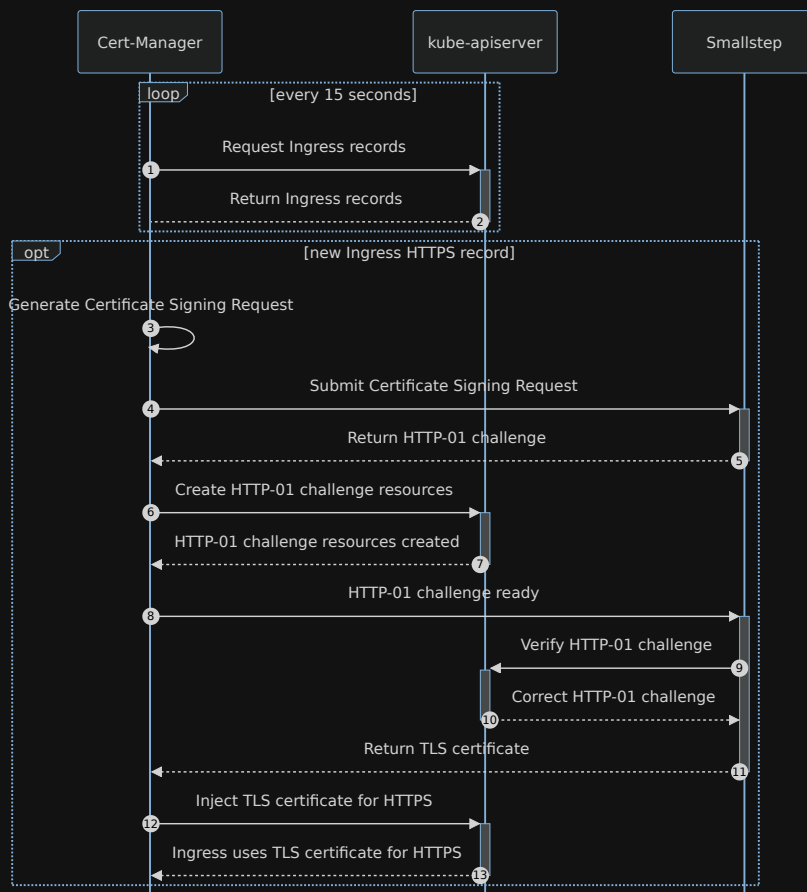 Cert-Manager
kube-apiserver
Smallstep
loop
[every 15 seconds]
Request Ingress records
1
Return Ingress records
2
opt
[new Ingress HTTPS record]
Generate Certificate Signing Request
3
Submit Certificate Signing Request
4
Return HTTP-01 challenge
5
Create HTTP-01 challenge resources
6
HTTP-01 challenge resources created
7
HTTP-01 challenge ready
8
Verify HTTP-01 challenge
9
Correct HTTP-01 challenge
10
Return TLS certificate
11
Inject TLS certificate for HTTPS
12
Ingress uses TLS certificate for HTTPS
13